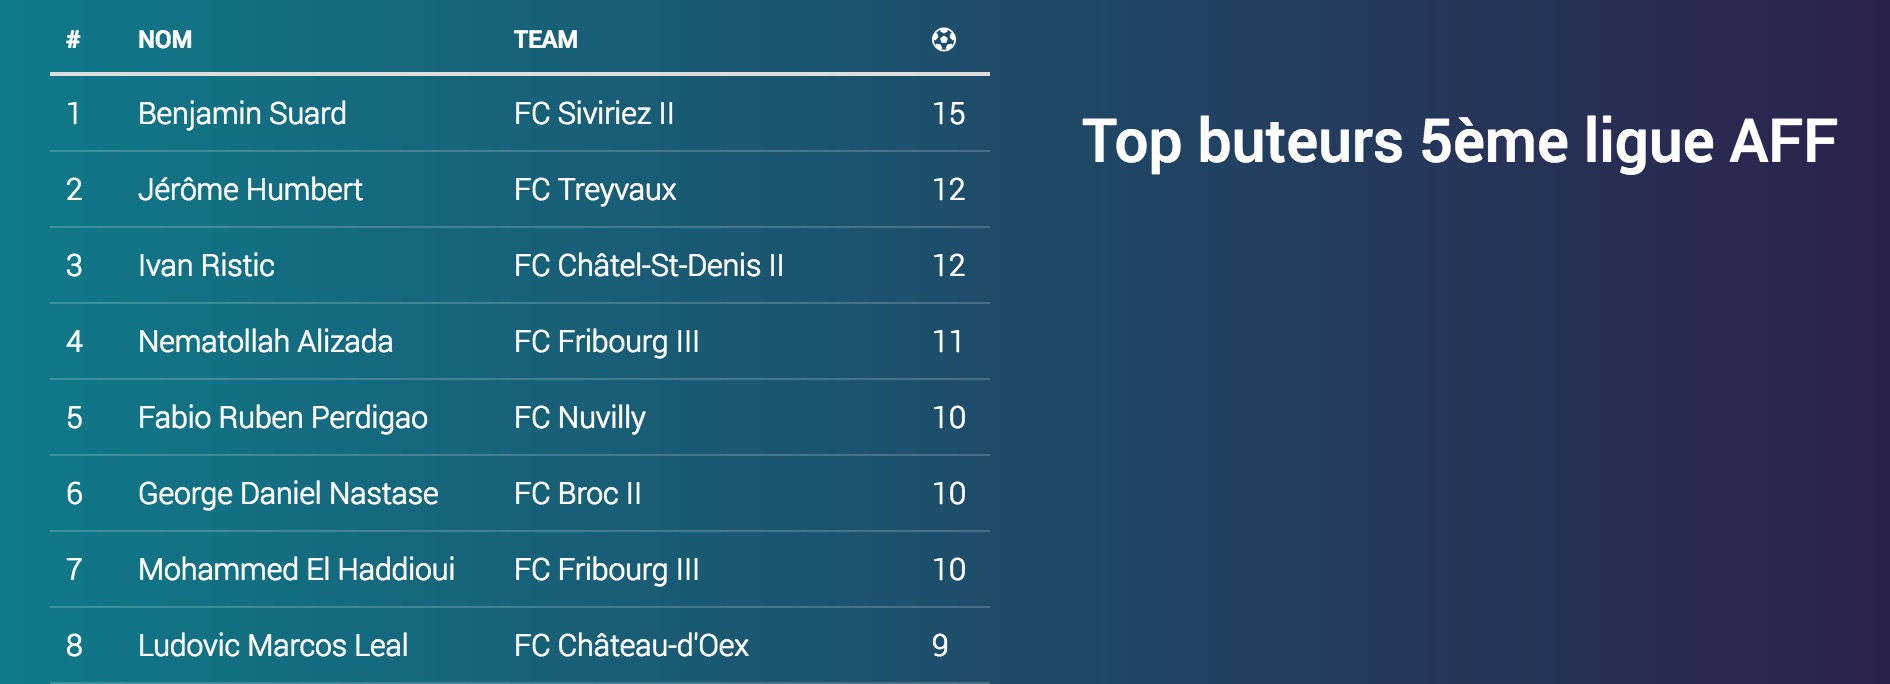 # NOM TEAM
1 Benjamin Suard FC Siviriez II 15
2 Jérôme Humbert FC Treyvaux 12
3 Ivan Ristic FC Châtel-St-Denis II 12
4 Nematollah Alizada FC Fribourg III 11
5 Fabio Ruben Perdigao FC Nuvilly 10
6 George Daniel Nastase FC Broc II 10
7 Mohammed El Haddioui FC Fribourg III 10
8 Ludovic Marcos Leal FC Château-d'Oex 9
Top buteurs 5ème ligue AFF